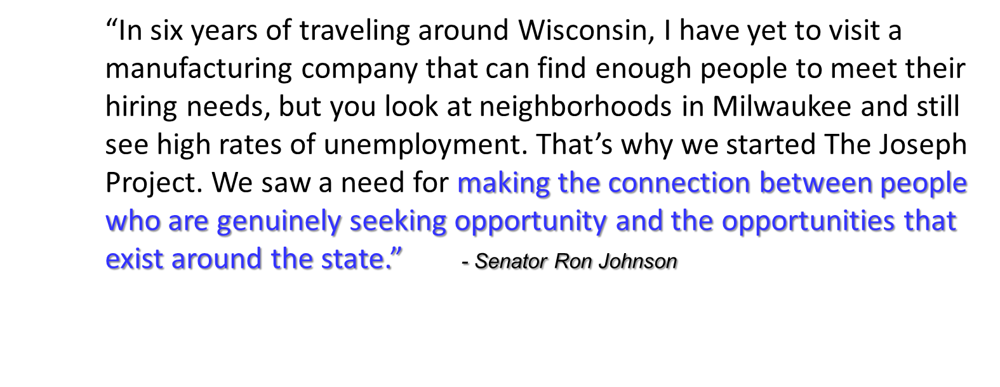 “In six years of traveling around Wisconsin, I have yet to visit a
manufacturing company that can find enough people to meet their
hiring needs, but you look at neighborhoods in Milwaukee and still
see high rates of unemployment. That’s why we started The Joseph
Project. We saw a need for making the connection between people
who are genuinely seeking opportunity and the opportunities that
exist around the state.” - Senator Ron Johnson